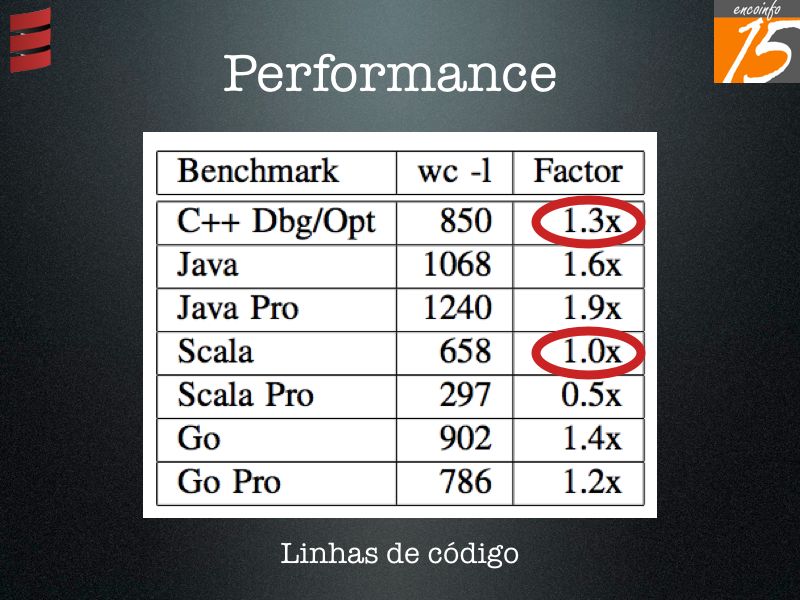 encoinfo
15
Performance
Benchmark wc -l Factor
C++ Dbg/Opt 850 1.3x
Java 1068 1.6x
Java Pro 1240 1.9x
Scala 658 1.0x
Scala Pro 297 0.5x
Go 902 1.4x
Go Pro 786 1.2x
Linhas de código